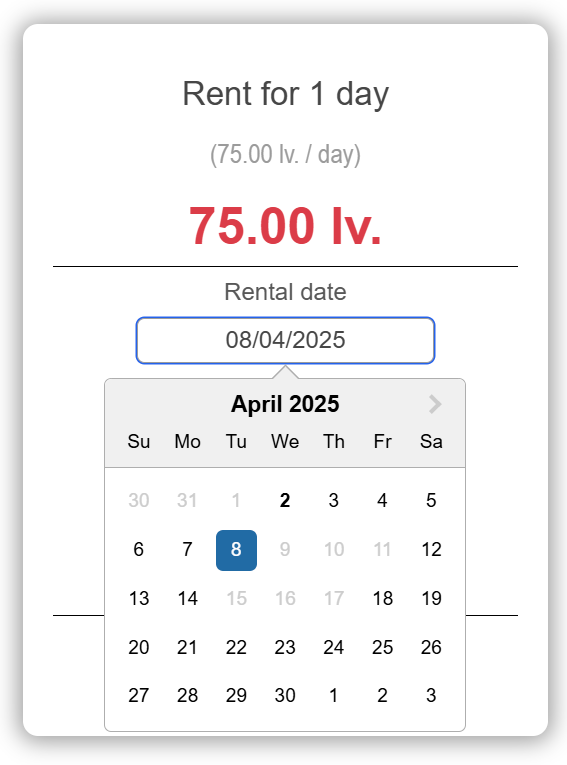 Rent for 1 day
(75.00 lv. / day)
75.00 lv.
Rental date
08/04/2025
April 2025
Su Mo Tu We Th Fr Sa
30 31 1 2 3 4 5
6 7 8 9 10 11 12
13 14 15 16 17 18 19
20 21 22 23 24 25 26
27 28 29 30 1 2 3